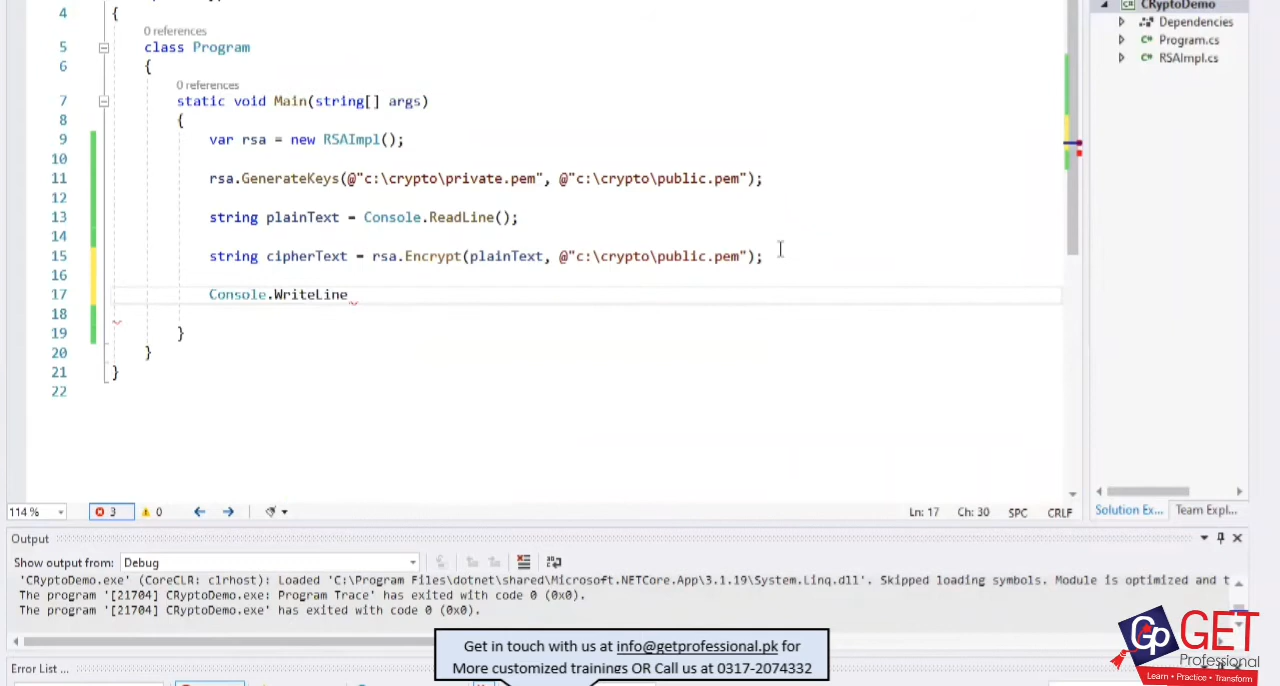 CRyptoDemo
4 {
0 references
Dependencies
5 class Program
Program.cs
6 {
RSAImpl.cs
0 references
7 static void Main(string[] args)
8 {
9 var rsa = new RSAImpl();
10
11 rsa.GenerateKeys(@"c:\crypto\private.pem", @"c:\crypto\public.pem");
12
13 string plainText = Console.ReadLine();
14
15 string cipherText = rsa.Encrypt(plainText, @"c:\crypto\public.pem");
16
17 Console.WriteLine
18
19 }
20 }
21 }
22
114 % 3 0 Ln: 17 Ch: 30 SPC CRLF
Solution Ex... Team Expl...
Output
Show output from: Debug
'CRyptoDemo.exe' (CoreCLR: clrhost): Loaded 'C:\Program Files\dotnet\shared\Microsoft.NETCore.App\3.1.19\System.Linq.dll'. Skipped loading symbols. Module is optimized and t
The program '[21704] CRyptoDemo.exe: Program Trace' has exited with code 0 (0x0).
The program '[21704] CRyptoDemo.exe' has exited with code 0 (0x0).
Get in touch with us at info@getprofessional.pk for
More customized trainings OR Call us at 0317-2074332
Error List ...
Gp GET
Professional
Learn • Practice • Transform